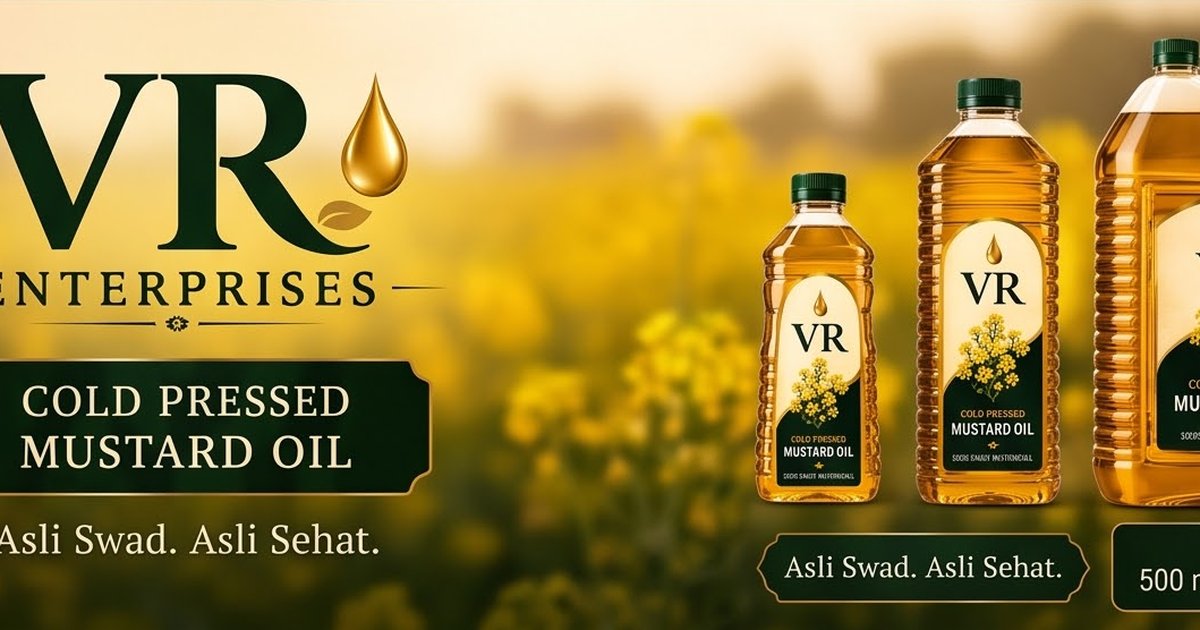 VR
ENTERPRISES
COLD PRESSED
MUSTARD OIL
Asli Swad. Asli Sehat.
VR
COLD
MUSTARD OIL
VR
COLD PRESSED
MUSTARD OIL
Asli Swad. Asli Sehat.
500